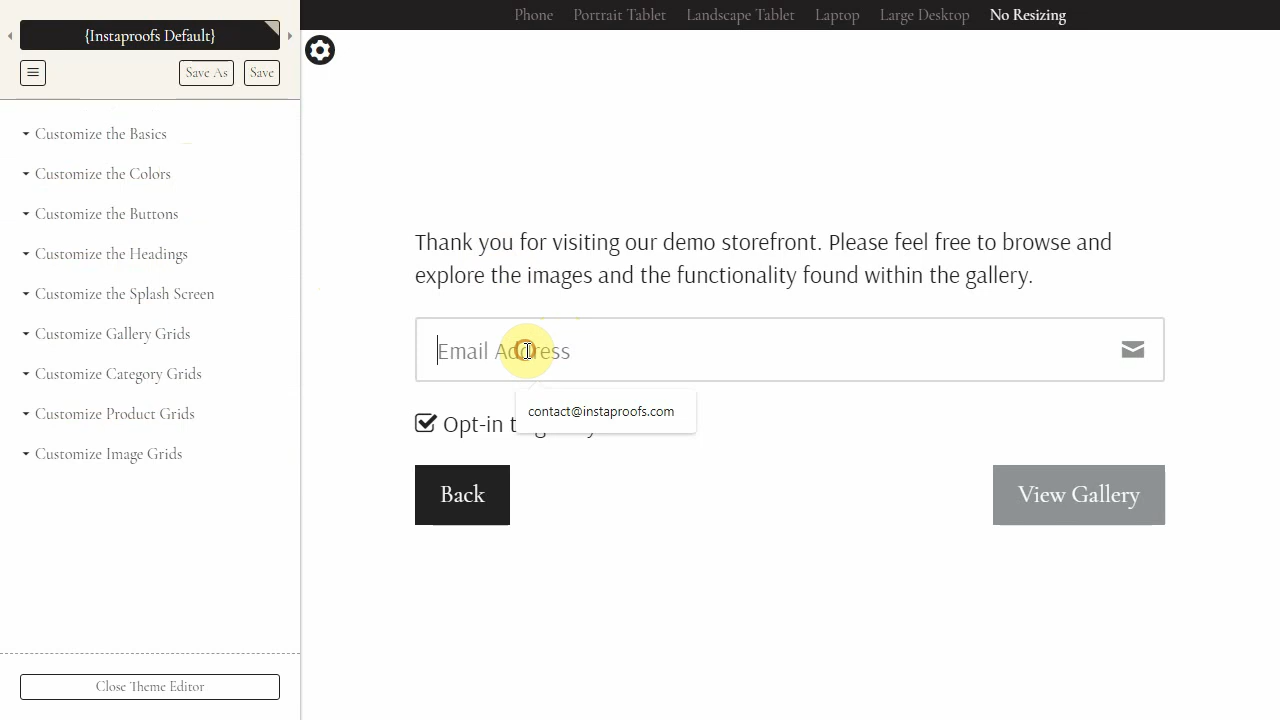 Phone Portrait Tablet Landscape Tablet Laptop Large Desktop No Resizing
{Instaproofs Default}
Save As Save
Customize the Basics
Customize the Colors
Customize the Buttons
Customize the Headings
Customize the Splash Screen
Customize Gallery Grids
Customize Category Grids
Customize Product Grids
Customize Image Grids
Close Theme Editor
Thank you for visiting our demo storefront. Please feel free to browse and
explore the images and the functionality found within the gallery.
Email Address
contact@instaproofs.com
Opt-in
Back View Gallery